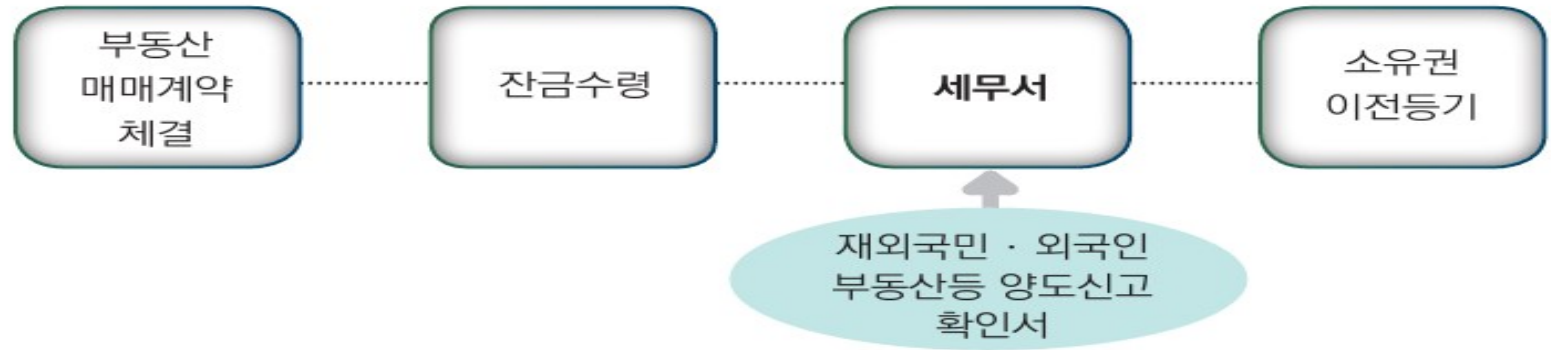 부동산
매매계약
체결
잔금수령
세무서
소유권
이전등기
재외국민 · 외국인
부동산등 양도신고
확인서